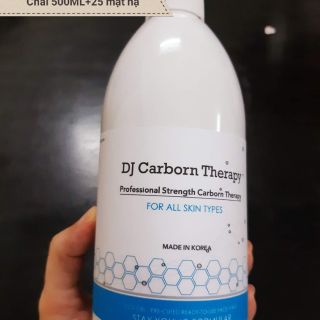 Chai 500ML+25 mặt nạ
DJ Carborn Therapy
Professional Strength Carborn Therapy
FOR ALL SKIN TYPES
MADE IN KOREA